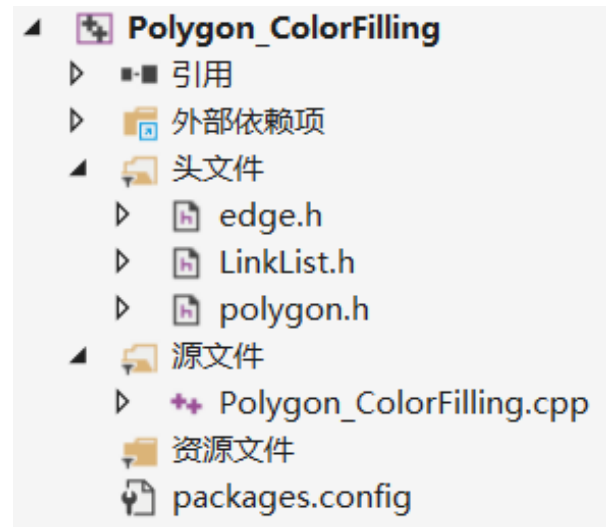 Polygon_ColorFilling
引用
外部依赖项
头文件
edge.h
LinkList.h
polygon.h
源文件
Polygon_ColorFilling.cpp
资源文件
packages.config